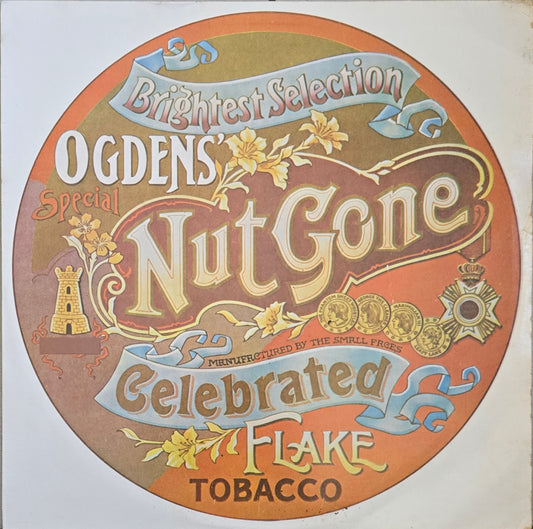 Brightest Selection
OGDENS'
Special
Nut Gone
MANUFACTURED BY THE SMALL FACES
Celebrated
FLAKE
TOBACCO